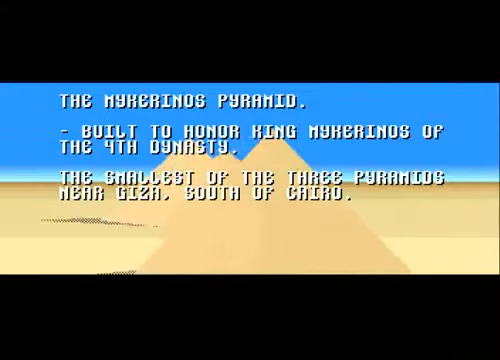 THE MYKERINOS PYRAMID.
- BUILT TO HONOR KING MYKERINOS OF
THE 4TH DYNASTY.
THE SMALLEST OF THE THREE PYRAMIDS
NEAR GIZA, SOUTH OF CAIRO.